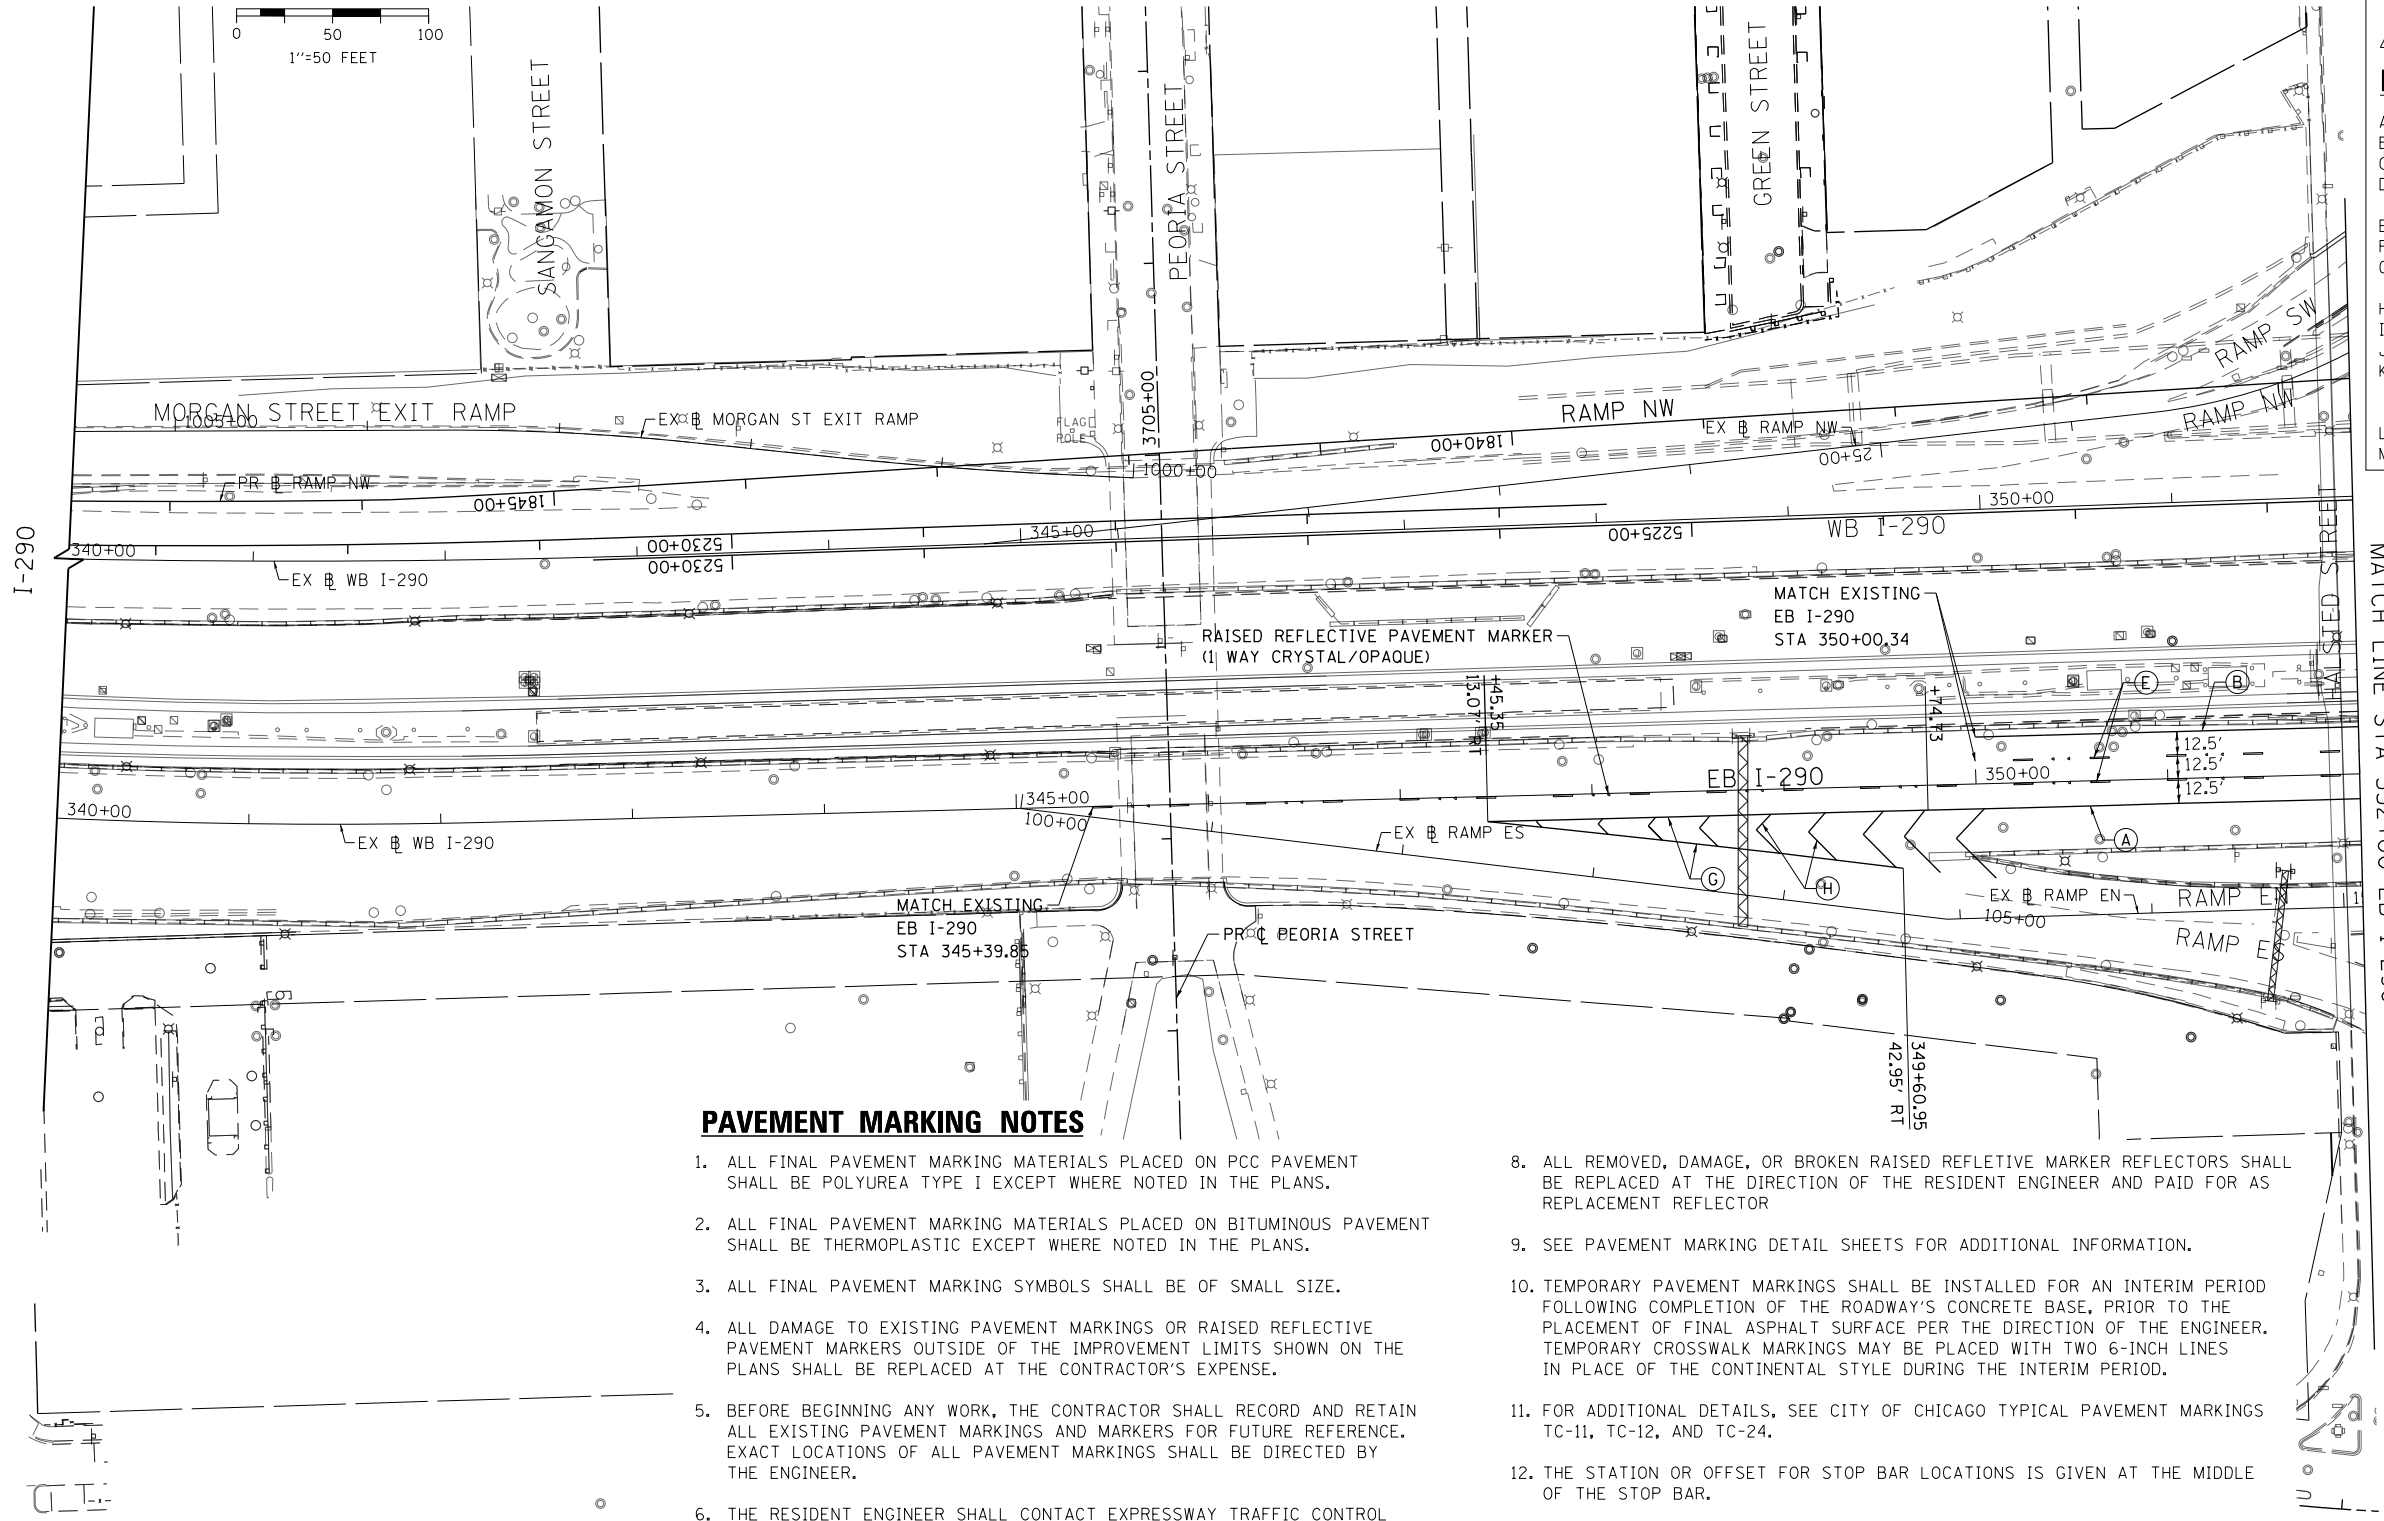 0 50 100
1"=50 FEET
SANGAMON STREET
PEORIA STREET
GREEN STREET
3705+00
MORGAN STREET EXIT RAMP
1005+00
EX ℄ MORGAN ST EXIT RAMP
FLAG
POLE
1000+00
RAMP NW
1840+00
EX ℄ RAMP NW
25+00
RAMP SW
RAMP NW
PR ℄ RAMP NW
1845+00
350+00
I-290
340+00
5230+00
5230+00
345+00
5225+00
WB I-290
EX ℄ WB I-290
MATCH EXISTING
EB I-290
STA 350+00.34
RAISED REFLECTIVE PAVEMENT MARKER
(1 WAY CRYSTAL/OPAQUE)
+45.35
13.07' RT
+74.73
E
B
12.5'
12.5'
12.5'
EB I-290
350+00
340+00
345+00
100+00
EX ℄ WB I-290
EX ℄ RAMP ES
A
G
H
EX ℄ RAMP EN
105+00
RAMP EN
RAMP ES
MATCH EXISTING
EB I-290
STA 345+39.85
PR ℄ PEORIA STREET
349+60.95
42.95' RT
PAVEMENT MARKING NOTES
1. ALL FINAL PAVEMENT MARKING MATERIALS PLACED ON PCC PAVEMENT
SHALL BE POLYUREA TYPE I EXCEPT WHERE NOTED IN THE PLANS.
2. ALL FINAL PAVEMENT MARKING MATERIALS PLACED ON BITUMINOUS PAVEMENT
SHALL BE THERMOPLASTIC EXCEPT WHERE NOTED IN THE PLANS.
3. ALL FINAL PAVEMENT MARKING SYMBOLS SHALL BE OF SMALL SIZE.
4. ALL DAMAGE TO EXISTING PAVEMENT MARKINGS OR RAISED REFLECTIVE
PAVEMENT MARKERS OUTSIDE OF THE IMPROVEMENT LIMITS SHOWN ON THE
PLANS SHALL BE REPLACED AT THE CONTRACTOR'S EXPENSE.
5. BEFORE BEGINNING ANY WORK, THE CONTRACTOR SHALL RECORD AND RETAIN
ALL EXISTING PAVEMENT MARKINGS AND MARKERS FOR FUTURE REFERENCE.
EXACT LOCATIONS OF ALL PAVEMENT MARKINGS SHALL BE DIRECTED BY
THE ENGINEER.
6. THE RESIDENT ENGINEER SHALL CONTACT EXPRESSWAY TRAFFIC CONTROL
8. ALL REMOVED, DAMAGE, OR BROKEN RAISED REFLETIVE MARKER REFLECTORS SHALL
BE REPLACED AT THE DIRECTION OF THE RESIDENT ENGINEER AND PAID FOR AS
REPLACEMENT REFLECTOR
9. SEE PAVEMENT MARKING DETAIL SHEETS FOR ADDITIONAL INFORMATION.
10. TEMPORARY PAVEMENT MARKINGS SHALL BE INSTALLED FOR AN INTERIM PERIOD
FOLLOWING COMPLETION OF THE ROADWAY'S CONCRETE BASE, PRIOR TO THE
PLACEMENT OF FINAL ASPHALT SURFACE PER THE DIRECTION OF THE ENGINEER.
TEMPORARY CROSSWALK MARKINGS MAY BE PLACED WITH TWO 6-INCH LINES
IN PLACE OF THE CONTINENTAL STYLE DURING THE INTERIM PERIOD.
11. FOR ADDITIONAL DETAILS, SEE CITY OF CHICAGO TYPICAL PAVEMENT MARKINGS
TC-11, TC-12, AND TC-24.
12. THE STATION OR OFFSET FOR STOP BAR LOCATIONS IS GIVEN AT THE MIDDLE
OF THE STOP BAR.
HALSTED STREET
MATCH LINE STA